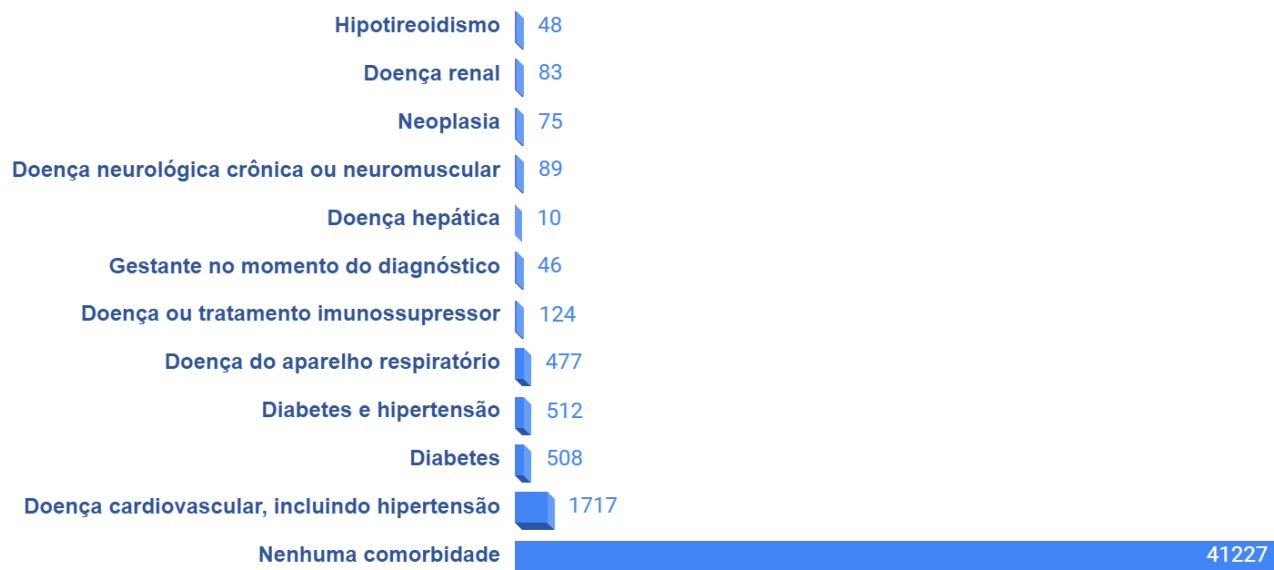 Hipotireoidismo 48
Doença renal 83
Neoplasia 75
Doença neurológica crônica ou neuromuscular 89
Doença hepática 10
Gestante no momento do diagnóstico 46
Doença ou tratamento imunossupressor 124
Doença do aparelho respiratório 477
Diabetes e hipertensão 512
Diabetes 508
Doença cardiovascular, incluindo hipertensão 1717
Nenhuma comorbidade 41227